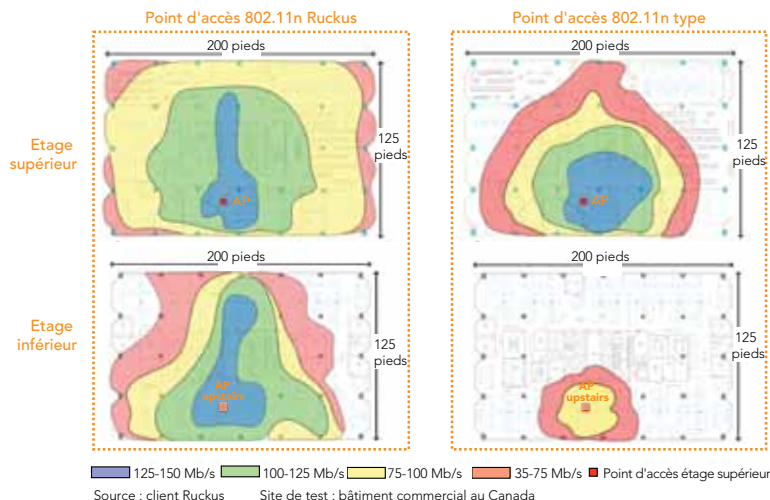 Point d'accès 802.11n Ruckus
Point d'accès 802.11n type
200 pieds
200 pieds
Etage
supérieur
125
pieds
125
pieds
AP
AP
200 pieds
200 pieds
Etage
inférieur
125
pieds
125
pieds
AP
upstairs
AP
upstairs
125-150 Mb/s
100-125 Mb/s
75-100 Mb/s
35-75 Mb/s
Point d'accès étage supérieur
Source : client Ruckus
Site de test : bâtiment commercial au Canada